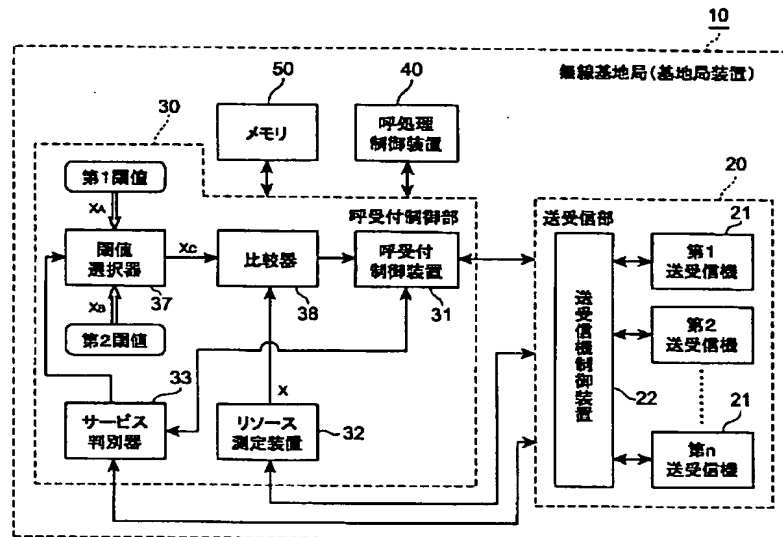 10
無線基地局(基地局装置)
50
メモリ
40
呼処理
制御装置
30
第1閾値
XA
閾値
選択器
37
XC
比較器
38
呼受付制御部
呼受付
制御装置
31
XB
第2閾値
33
サービス
判別器
X
リソース
測定装置
32
20
送受信部
送受信機制御装置
22
21
第1
送受信機
第2
送受信機
21
第n
送受信機